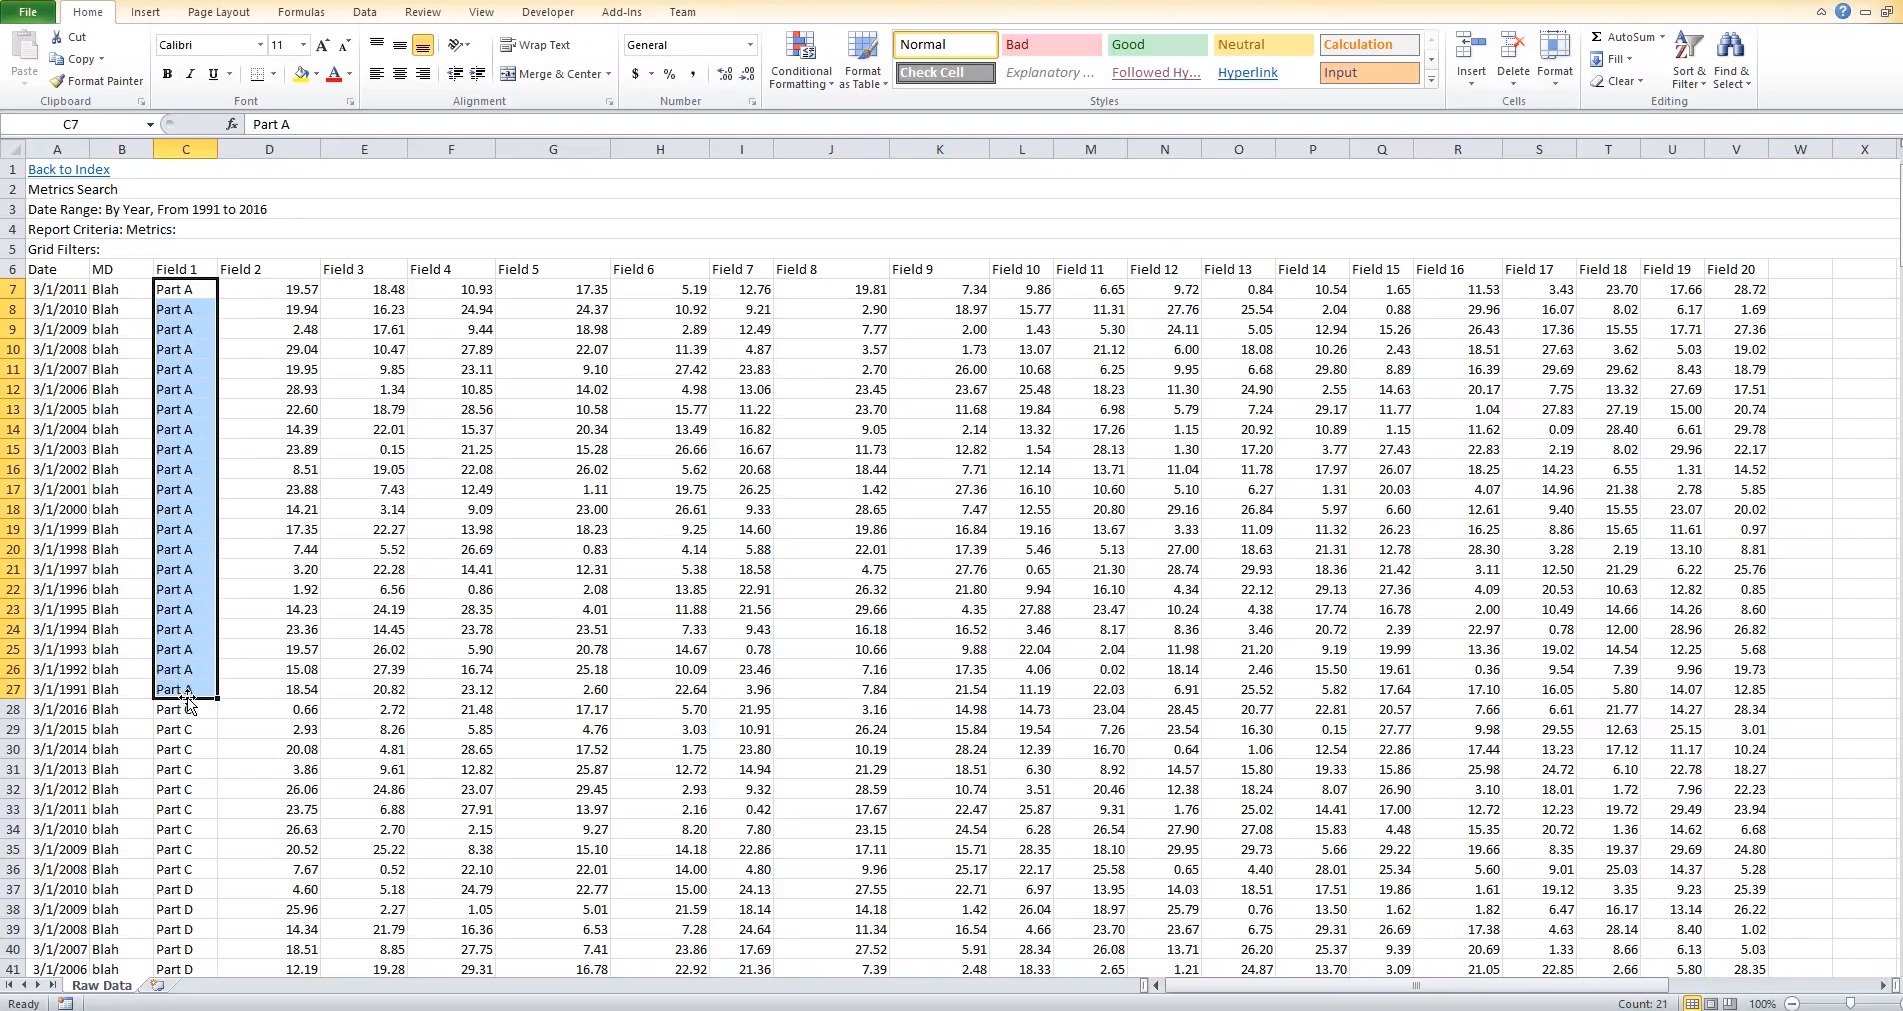 File Home Insert Page Layout Formulas Data Review View Developer Add-Ins Team
Paste Cut Copy Format Painter Clipboard
Calibri 11 A A B I U A Font
Wrap Text Merge & Center Alignment
General $ % , Number
Conditional Formatting Format as Table
Normal Bad Good Neutral Calculation
Check Cell Explanatory ... Followed Hy... Hyperlink Input
Styles
Insert Delete Format Cells
Σ AutoSum Fill Clear Sort & Filter Find & Select Editing
C7 fx Part A
A B C D E F G H I J K L M N O P Q R S T U V W X
1 Back to Index
2 Metrics Search
3 Date Range: By Year, From 1991 to 2016
4 Report Criteria: Metrics:
5 Grid Filters:
6 Date MD Field 1 Field 2 Field 3 Field 4 Field 5 Field 6 Field 7 Field 8 Field 9 Field 10 Field 11 Field 12 Field 13 Field 14 Field 15 Field 16 Field 17 Field 18 Field 19 Field 20
7 3/1/2011 Blah Part A 19.57 18.48 10.93 17.35 5.19 12.76 19.81 7.34 9.86 6.65 9.72 0.84 10.54 1.65 11.53 3.43 23.70 17.66 28.72
8 3/1/2010 Blah Part A 19.94 16.23 24.94 24.37 10.92 9.21 2.90 18.97 15.77 11.31 27.76 25.54 2.04 0.88 29.96 16.07 8.02 6.17 1.69
9 3/1/2009 Blah Part A 2.48 17.61 9.44 18.98 2.89 12.49 7.77 2.00 1.43 5.30 24.11 5.05 12.94 15.26 26.43 17.36 15.55 17.71 27.36
10 3/1/2008 blah Part A 29.04 10.47 27.89 22.07 11.39 4.87 3.57 1.73 13.07 21.12 6.00 18.08 10.26 2.43 18.51 27.63 3.62 5.03 19.02
11 3/1/2007 blah Part A 19.95 9.85 23.11 9.10 27.42 23.83 2.70 26.00 10.68 6.25 9.95 6.68 29.80 8.89 16.39 29.69 29.62 8.43 18.79
12 3/1/2006 blah Part A 28.93 1.34 10.85 14.02 4.98 13.06 23.45 23.67 25.48 18.23 11.30 24.90 2.55 14.63 20.17 7.75 13.32 27.69 17.51
13 3/1/2005 blah Part A 22.60 18.79 28.56 10.58 15.77 11.22 23.70 11.68 19.84 6.98 5.79 7.24 29.17 11.77 1.04 27.83 27.19 15.00 20.74
14 3/1/2004 blah Part A 14.39 22.01 15.37 20.34 13.49 16.82 9.05 2.14 13.32 17.26 1.15 20.92 10.89 1.15 11.62 0.09 28.40 6.61 29.78
15 3/1/2003 blah Part A 23.89 0.15 21.25 15.28 26.66 16.67 11.73 12.82 1.54 28.13 1.30 17.20 3.77 27.43 22.83 2.19 8.02 29.96 22.17
16 3/1/2002 blah Part A 8.51 19.05 22.08 26.02 5.62 20.68 18.44 7.71 12.14 13.71 11.04 11.78 17.97 26.07 18.25 14.23 6.55 1.31 14.52
17 3/1/2001 blah Part A 23.88 7.43 12.49 1.11 19.75 26.25 1.42 27.36 16.10 10.60 5.10 6.27 1.31 20.03 4.07 14.96 21.38 2.78 5.85
18 3/1/2000 blah Part A 14.21 3.14 9.09 23.00 26.61 9.33 28.65 7.47 12.55 20.80 29.16 26.84 5.97 6.60 12.61 9.40 15.55 23.07 20.02
19 3/1/1999 Blah Part A 17.35 22.27 13.98 18.23 9.25 14.60 19.86 16.84 19.16 13.67 3.33 11.09 11.32 26.23 16.25 8.86 15.65 11.61 0.97
20 3/1/1998 Blah Part A 7.44 5.52 26.69 0.83 4.14 5.88 22.01 17.39 5.46 5.13 27.00 18.63 21.31 12.78 28.30 3.28 2.19 13.10 8.81
21 3/1/1997 Blah Part A 3.20 22.28 14.41 12.31 5.38 18.58 4.75 27.76 0.65 21.30 28.74 29.93 18.36 21.42 3.11 12.50 21.29 6.22 25.76
22 3/1/1996 Blah Part A 1.92 6.56 0.86 2.08 13.85 22.91 26.32 21.80 9.94 16.10 4.34 22.12 29.13 27.36 4.09 20.53 10.63 12.82 0.85
23 3/1/1995 Blah Part A 14.23 24.19 28.35 4.01 11.88 21.56 29.66 4.35 27.88 23.47 10.24 4.38 17.74 16.78 2.00 10.49 14.66 14.26 8.60
24 3/1/1994 Blah Part A 23.36 14.45 23.78 23.51 7.33 9.43 16.18 16.52 3.46 8.17 8.36 3.46 20.72 2.39 22.97 0.78 12.00 28.96 26.82
25 3/1/1993 blah Part A 19.57 26.02 5.90 20.78 14.67 0.78 10.66 9.88 22.04 2.04 11.98 21.20 9.19 19.99 13.36 19.02 14.54 12.25 5.68
26 3/1/1992 blah Part A 15.08 27.39 16.74 25.18 10.09 23.46 7.16 17.35 4.06 0.02 18.14 2.46 15.50 19.61 0.36 9.54 7.39 9.96 19.73
27 3/1/1991 Blah Part A 18.54 20.82 23.12 2.60 22.64 3.96 7.84 21.54 11.19 22.03 6.91 25.52 5.82 17.64 17.10 16.05 5.80 14.07 12.85
28 3/1/2016 Blah Part 0.66 2.72 21.48 17.17 5.70 21.95 3.16 14.98 14.73 23.04 28.45 20.77 22.81 20.57 7.66 6.61 21.77 14.27 28.34
29 3/1/2015 blah Part C 2.93 8.26 5.85 4.76 3.03 10.91 26.24 15.84 19.54 7.26 23.54 16.30 0.15 27.77 9.98 29.55 12.63 25.15 3.01
30 3/1/2014 blah Part C 20.08 4.81 28.65 17.52 1.75 23.80 10.19 28.24 11.39 16.70 0.64 1.06 12.54 22.86 17.44 13.23 17.12 11.17 10.24
31 3/1/2013 Blah Part C 3.86 9.61 12.82 25.87 12.72 14.94 21.29 18.51 6.30 8.92 14.57 15.80 19.33 15.86 25.98 24.72 6.10 22.78 18.27
32 3/1/2012 Blah Part C 26.06 24.86 23.07 29.45 2.93 9.32 28.59 10.74 3.51 20.46 12.38 18.24 8.07 26.90 3.10 18.01 1.72 7.96 22.23
33 3/1/2011 blah Part C 23.75 6.88 27.91 13.97 2.16 0.42 17.67 22.47 25.87 9.31 1.76 25.02 14.41 17.00 12.72 12.23 19.72 29.49 23.94
34 3/1/2010 blah Part C 26.63 2.70 2.15 9.27 8.20 7.80 23.15 24.54 6.28 26.54 27.90 27.08 15.83 4.48 15.35 20.72 1.36 14.62 6.68
35 3/1/2009 blah Part C 20.52 25.22 8.38 15.10 14.18 22.86 17.11 15.71 28.35 18.10 29.95 29.73 5.66 29.22 19.66 8.35 19.37 29.69 24.80
36 3/1/2008 Blah Part C 7.67 0.52 22.10 22.01 14.00 4.80 9.96 25.17 22.17 25.58 0.65 4.40 28.01 25.34 5.60 9.01 25.03 14.37 5.28
37 3/1/2010 blah Part D 4.60 5.18 24.79 22.77 15.00 24.13 27.55 22.71 6.97 13.95 14.03 18.51 17.51 19.86 1.61 19.12 3.35 9.23 25.39
38 3/1/2009 blah Part D 25.96 2.27 1.05 5.01 21.59 18.14 14.18 1.42 26.04 18.97 25.79 0.76 13.50 1.62 1.82 6.47 16.17 13.14 26.22
39 3/1/2008 Blah Part D 14.34 21.79 16.36 6.53 7.28 24.64 11.34 16.54 4.66 23.70 23.67 6.75 29.31 26.69 17.38 4.63 28.14 8.40 1.02
40 3/1/2007 Blah Part D 18.51 8.85 27.75 7.41 23.86 17.69 27.52 5.91 28.34 26.08 13.71 26.20 25.37 9.39 20.69 1.33 8.66 6.13 5.03
41 3/1/2006 blah Part D 12.19 19.28 29.31 16.78 22.92 21.36 7.39 2.48 18.33 2.65 1.21 24.87 13.70 3.09 21.05 22.85 2.66 5.80 28.35
Raw Data
Ready Count: 21 100%